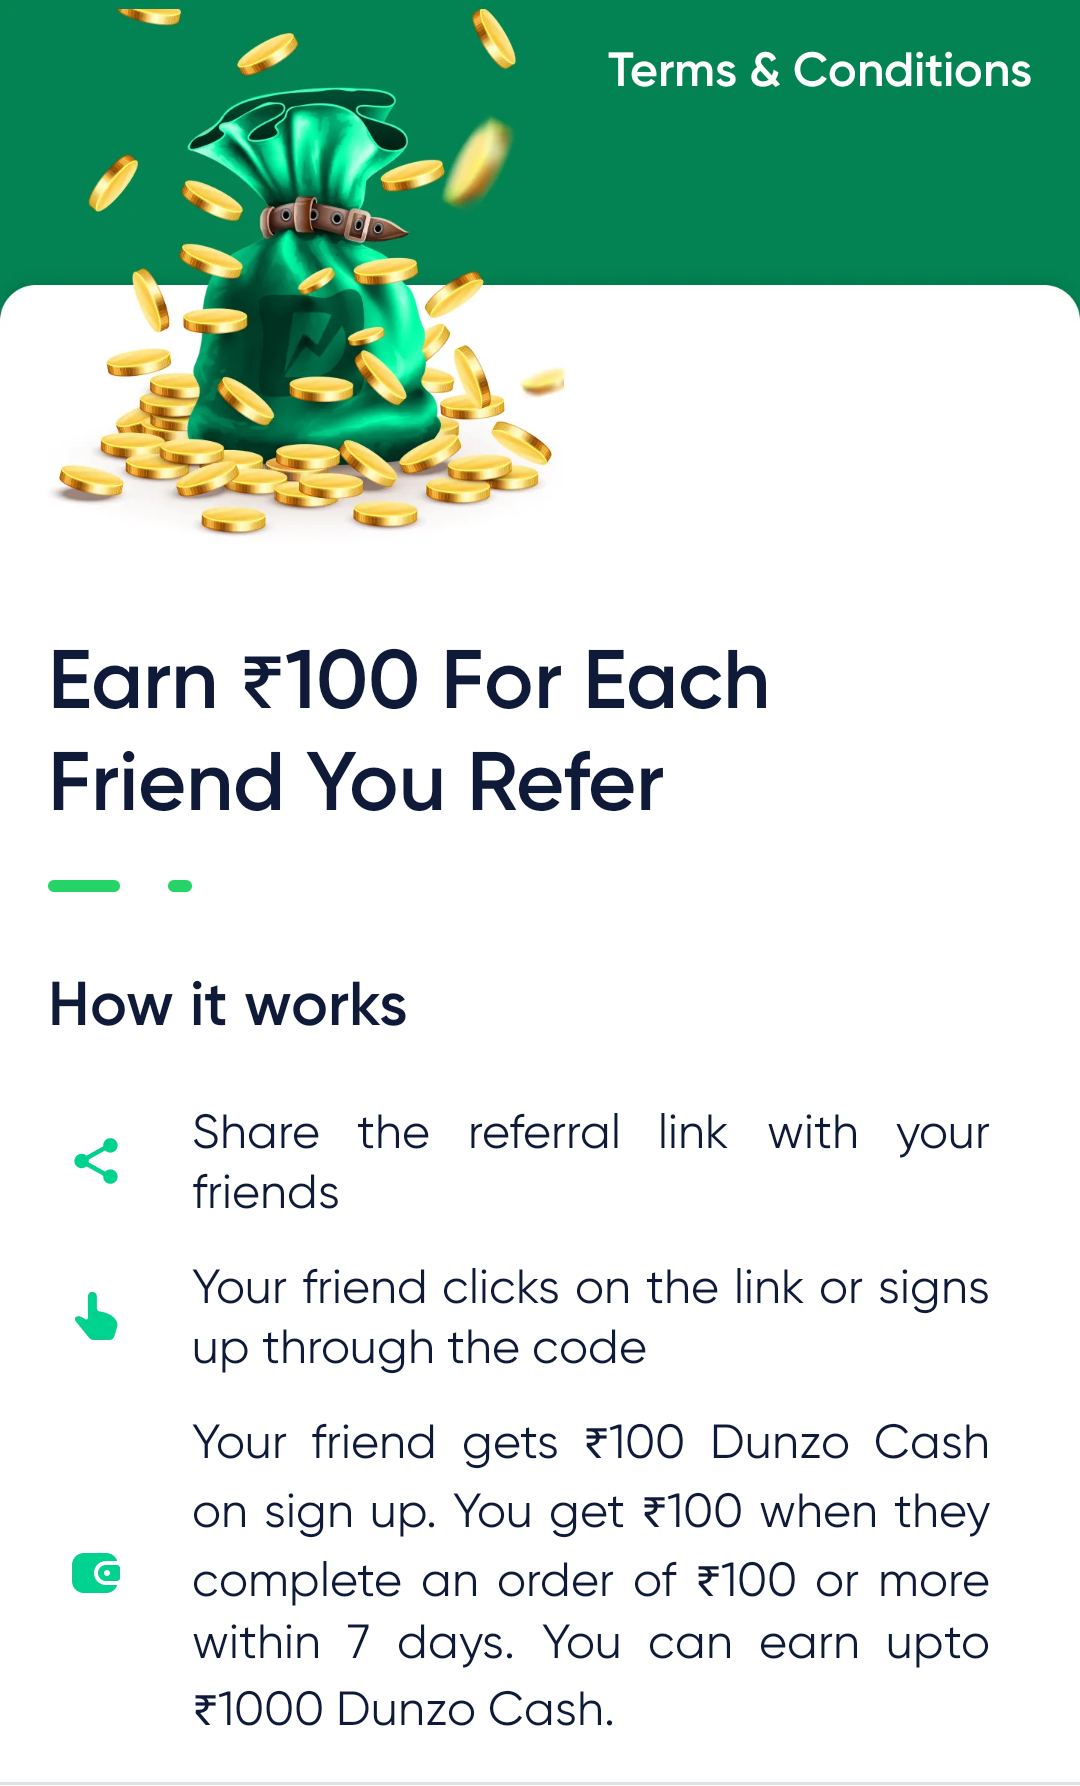 Terms & Conditions
Earn ₹100 For Each
Friend You Refer
How it works
Share the referral link with your
friends
Your friend clicks on the link or signs
up through the code
Your friend gets ₹100 Dunzo Cash
on sign up. You get ₹100 when they
complete an order of ₹100 or more
within 7 days. You can earn upto
₹1000 Dunzo Cash.